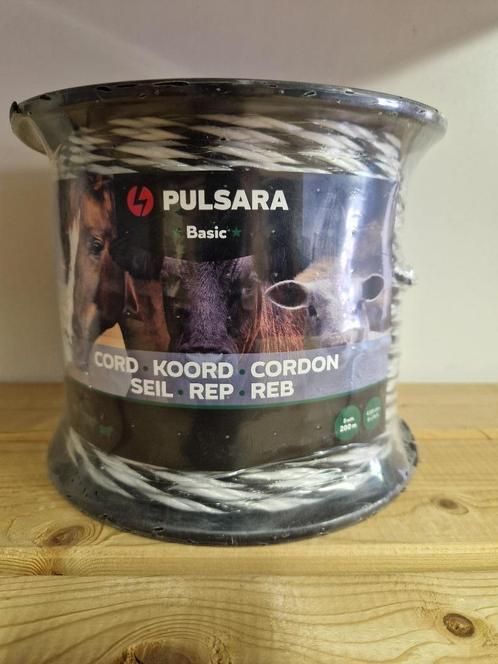 PULSARA
Basic
CORD • KOORD • CORDON
SEIL • REP • REB
200 m